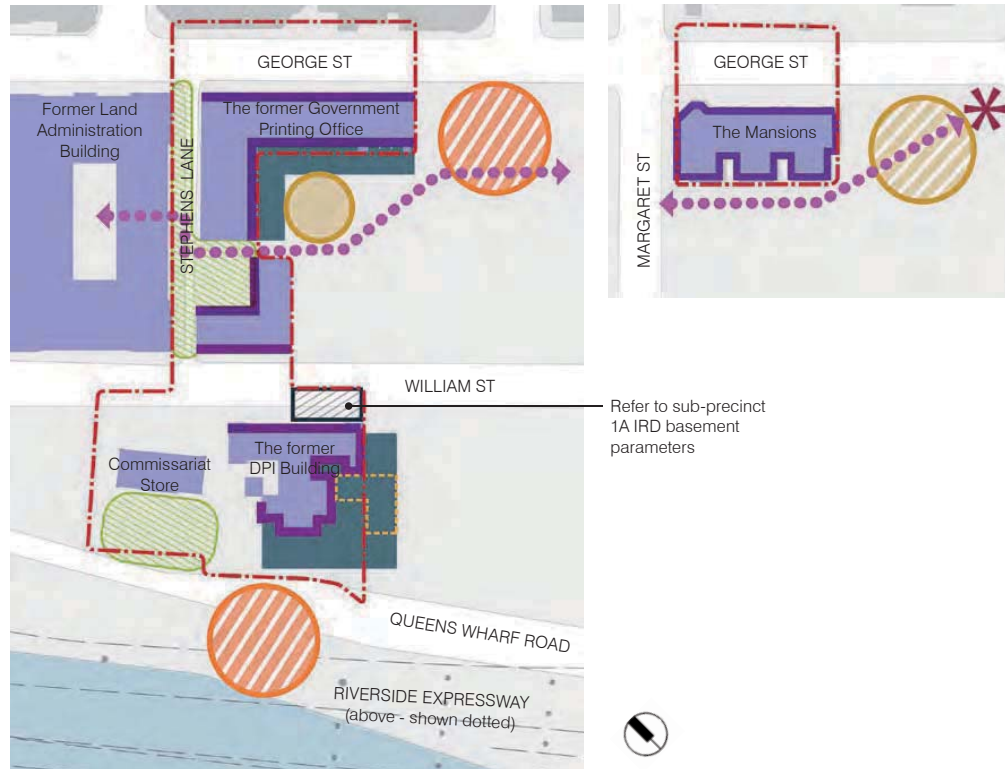 GEORGE ST
Former Land
Administration
Building
The former Government
Printing Office
STEPHENS LANE
WILLIAM ST
Commissariat
Store
The former
DPI Building
QUEENS WHARF ROAD
RIVERSIDE EXPRESSWAY
(above - shown dotted)
GEORGE ST
The Mansions
MARGARET ST
Refer to sub-precinct
1A IRD basement
parameters